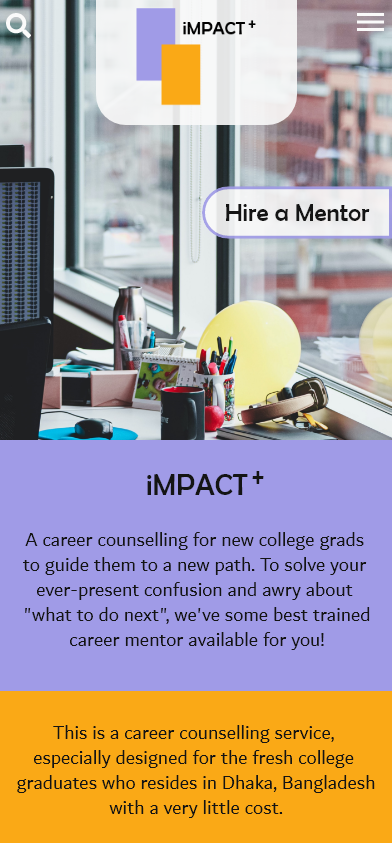 iMPACT+
Hire a Mentor
iMPACT+
A career counselling for new college grads
to guide them to a new path. To solve your
ever-present confusion and awry about
"what to do next", we've some best trained
career mentor available for you!
This is a career counselling service,
especially designed for the fresh college
graduates who resides in Dhaka, Bangladesh
with a very little cost.